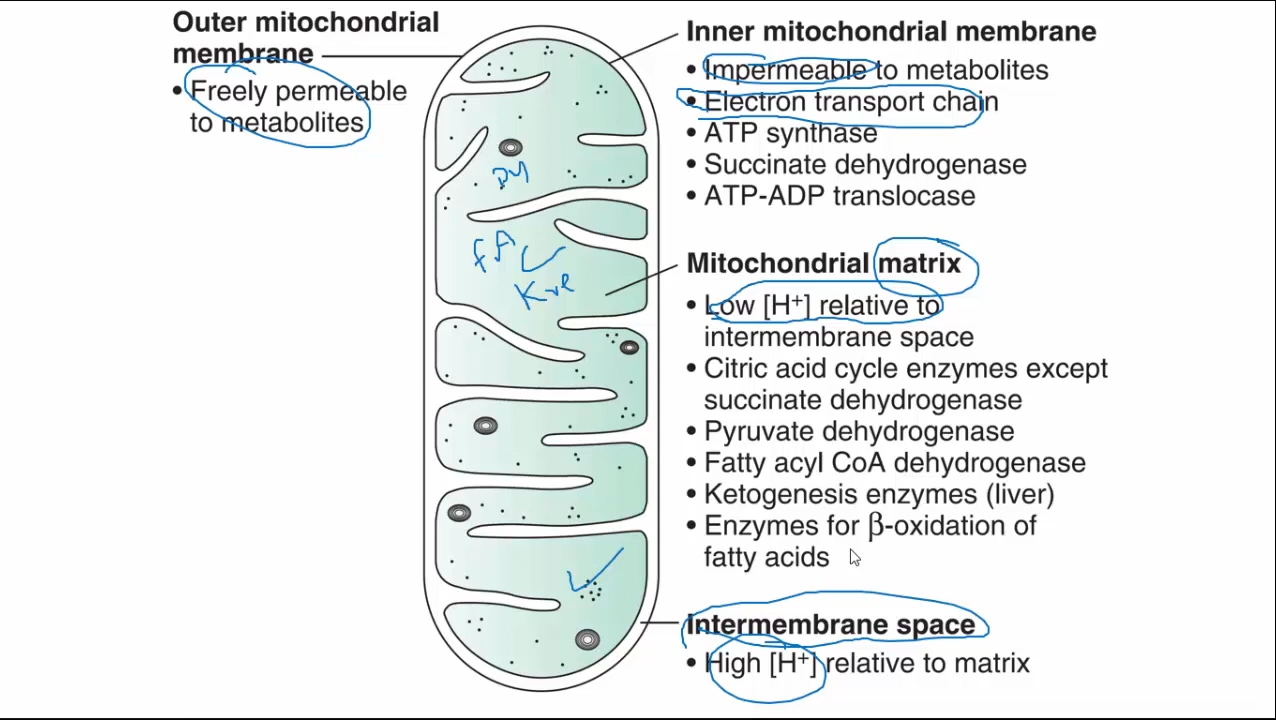 Outer mitochondrial
membrane
• Freely permeable
to metabolites
Inner mitochondrial membrane
• Impermeable to metabolites
• Electron transport chain
• ATP synthase
• Succinate dehydrogenase
• ATP-ADP translocase
Mitochondrial matrix
• Low [H⁺] relative to
intermembrane space
• Citric acid cycle enzymes except
succinate dehydrogenase
• Pyruvate dehydrogenase
• Fatty acyl CoA dehydrogenase
• Ketogenesis enzymes (liver)
• Enzymes for β-oxidation of
fatty acids
Intermembrane space
• High [H⁺] relative to matrix
py
fA